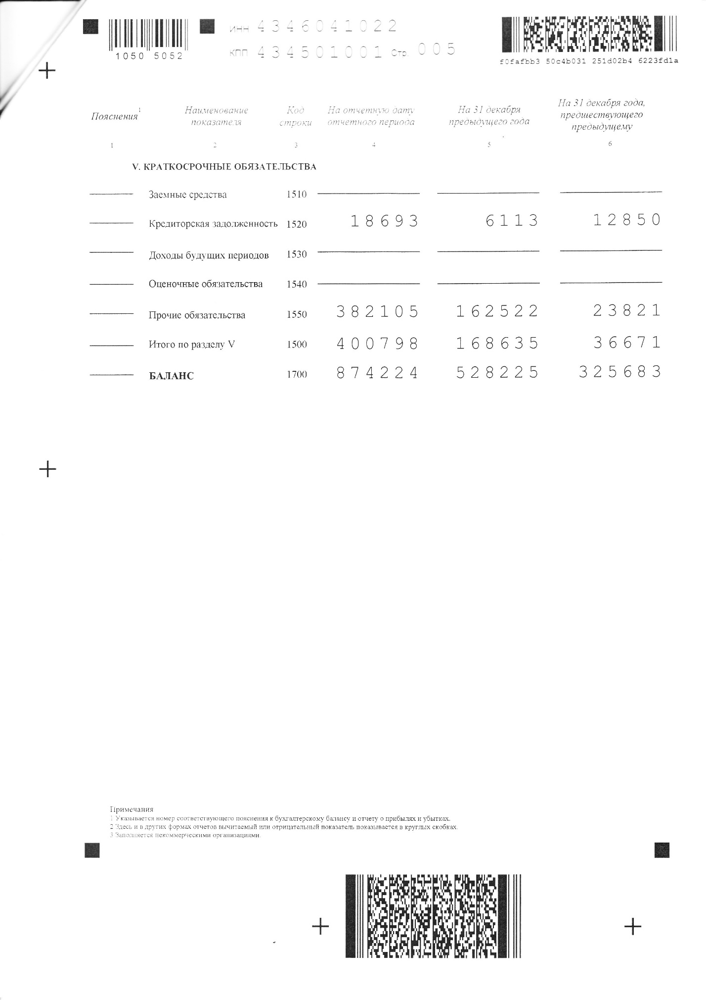 1050 5052
ИНН 4346041022
КПП 434501001 Стр. 005
f0fafbb3 50c4b031 251d02b4 6223fd1a
Пояснения 1 Наименование показателя Код строки На отчетную дату отчетного периода На 31 декабря предыдущего года На 31 декабря года, предшествующего предыдущему
1 2 3 4 5 6
V. КРАТКОСРОЧНЫЕ ОБЯЗАТЕЛЬСТВА
Заемные средства 1510
Кредиторская задолженность 1520 18693 6113 12850
Доходы будущих периодов 1530
Оценочные обязательства 1540
Прочие обязательства 1550 382105 162522 23821
Итого по разделу V 1500 400798 168635 36671
БАЛАНС 1700 874224 528225 325683
Примечания
1 Указывается номер соответствующего пояснения к бухгалтерскому балансу и отчету о прибылях и убытках.
2 Здесь и в других формах отчетов вычитаемый или отрицательный показатель показывается в круглых скобках.
3 Заполняется некоммерческими организациями.